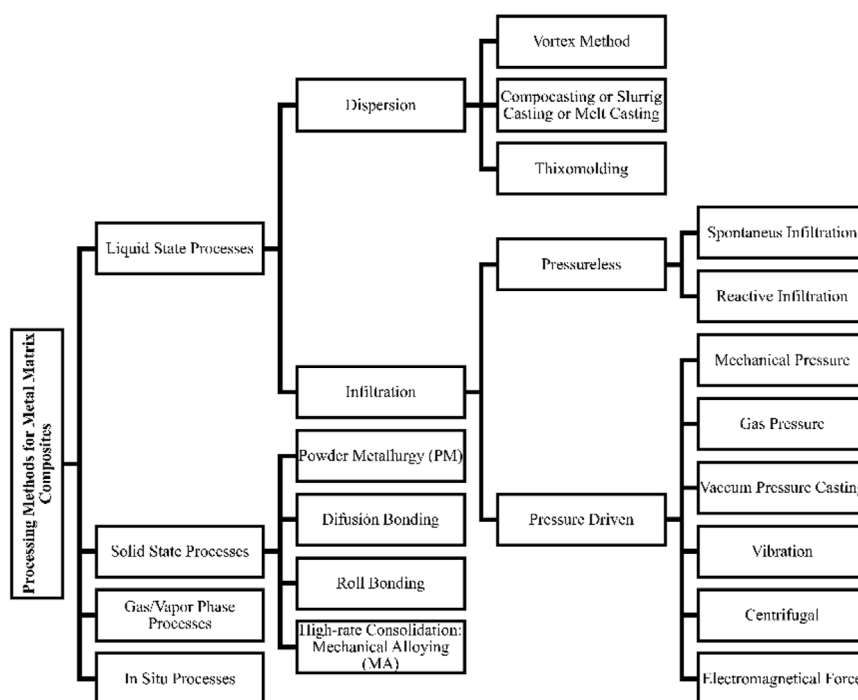 Processing Methods for Metal Matrix
Composites
Liquid State Processes
Dispersion
Vortex Method
Compocasting or Slurrig
Casting or Melt Casting
Thixomolding
Infiltration
Pressureless
Spontaneus Infiltration
Reactive Infiltration
Pressure Driven
Mechanical Pressure
Gas Pressure
Vaccum Pressure Casting
Vibration
Centrifugal
Electromagnetical Force
Solid State Processes
Powder Metallurgy (PM)
Difusión Bonding
Roll Bonding
High-rate Consolidation:
Mechanical Alloying
(MA)
Gas/Vapor Phase
Processes
In Situ Processes